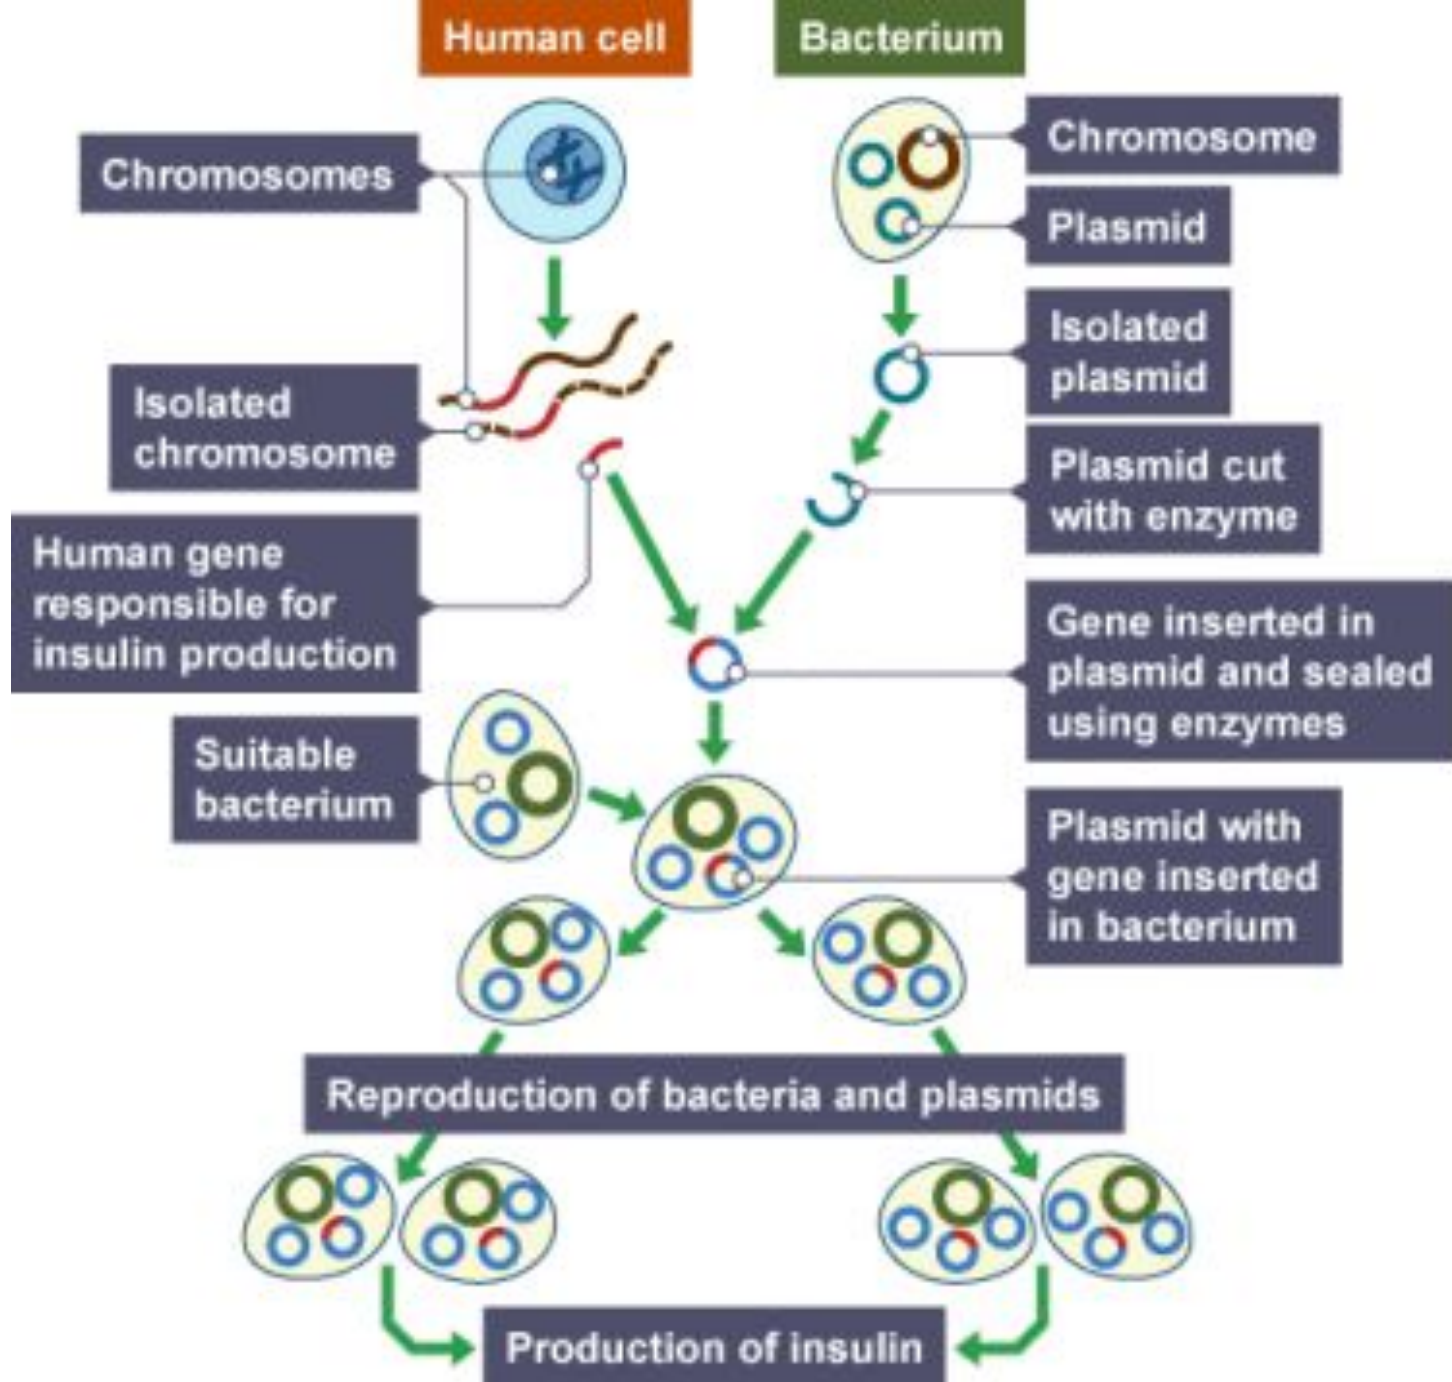 Human cell
Bacterium
Chromosomes
Chromosome
Plasmid
Isolated
plasmid
Isolated
chromosome
Plasmid cut
with enzyme
Human gene
responsible for
insulin production
Gene inserted in
plasmid and sealed
using enzymes
Suitable
bacterium
Plasmid with
gene inserted
in bacterium
Reproduction of bacteria and plasmids
Production of insulin